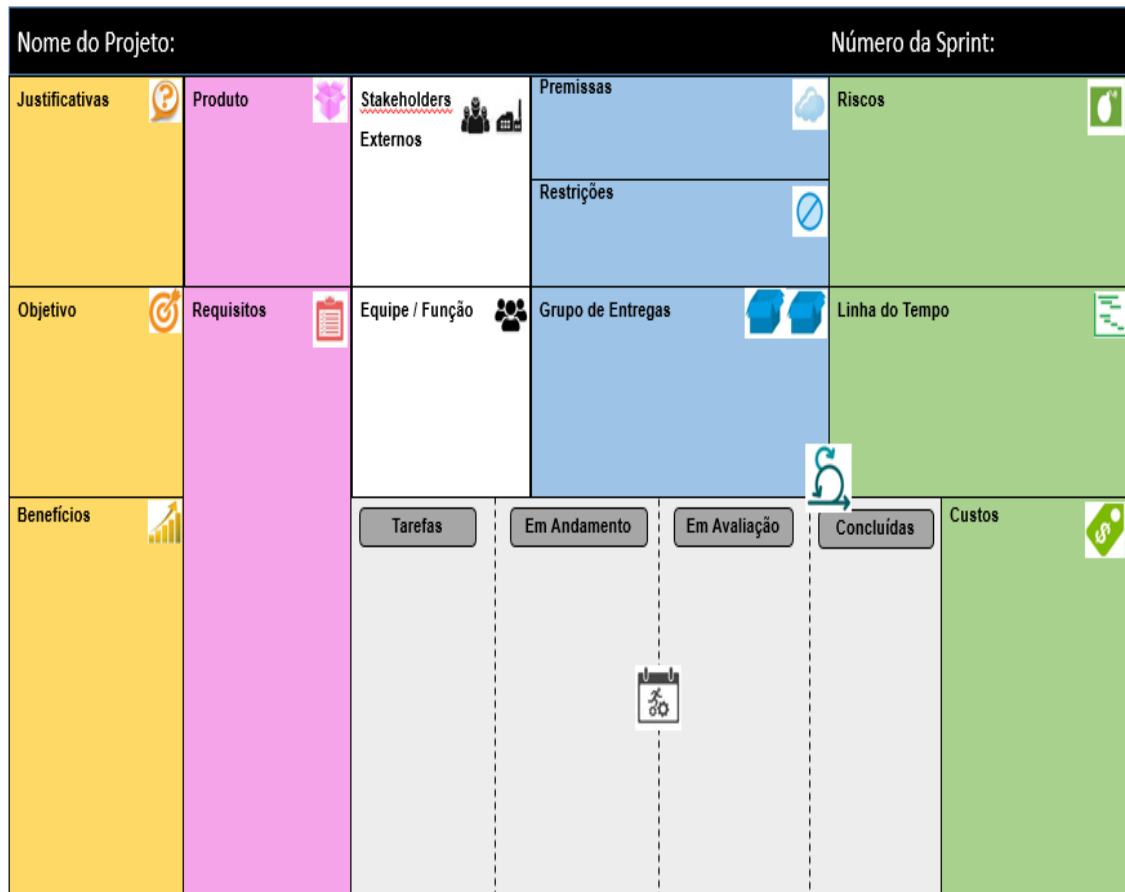 Nome do Projeto:
Número da Sprint:
Justificativas
Produto
Stakeholders
Externos
Premissas
Restrições
Riscos
Objetivo
Requisitos
Equipe / Função
Grupo de Entregas
Linha do Tempo
Benefícios
Tarefas
Em Andamento
Em Avaliação
Concluídas
Custos
$